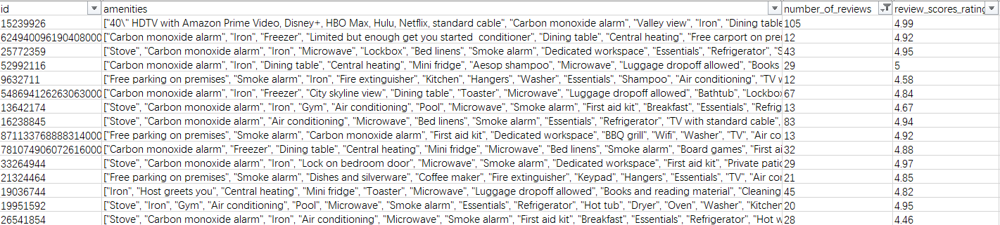 id amenities number_of_reviews review_scores_rating
15239926 ["40\" HDTV with Amazon Prime Video, Disney+, HBO Max, Hulu, Netflix, standard cable", "Carbon monoxide alarm", "Valley view", "Iron", "Dining table 105 4.99
624940096190408000 ["Carbon monoxide alarm", "Iron", "Freezer", "Limited but enough get you started  conditioner", "Dining table", "Central heating", "Free carport on pre 12 4.92
25772359 ["Stove", "Carbon monoxide alarm", "Iron", "Microwave", "Lockbox", "Bed linens", "Smoke alarm", "Dedicated workspace", "Essentials", "Refrigerator", "S 43 4.95
52992116 ["Carbon monoxide alarm", "Iron", "Dining table", "Central heating", "Mini fridge", "Aesop shampoo", "Microwave", "Luggage dropoff allowed", "Books 29 5
9632711 ["Free parking on premises", "Smoke alarm", "Iron", "Fire extinguisher", "Kitchen", "Hangers", "Washer", "Essentials", "Shampoo", "Air conditioning", "TV w 12 4.58
548694126263063000 ["Carbon monoxide alarm", "Iron", "Freezer", "City skyline view", "Dining table", "Toaster", "Microwave", "Luggage dropoff allowed", "Bathtub", "Lockbox 67 4.84
13642174 ["Stove", "Carbon monoxide alarm", "Iron", "Gym", "Air conditioning", "Pool", "Microwave", "Smoke alarm", "First aid kit", "Breakfast", "Essentials", "Refrig 13 4.67
16238845 ["Stove", "Carbon monoxide alarm", "Air conditioning", "Microwave", "Bed linens", "Smoke alarm", "Essentials", "Refrigerator", "TV with standard cable", 83 4.94
871133768888314000 ["Free parking on premises", "Smoke alarm", "Carbon monoxide alarm", "First aid kit", "Dedicated workspace", "BBQ grill", "Wifi", "Washer", "TV", "Air co 13 4.92
781074906072616000 ["Carbon monoxide alarm", "Freezer", "Dining table", "Central heating", "Mini fridge", "Microwave", "Bed linens", "Smoke alarm", "Board games", "First ai 32 4.88
33264944 ["Stove", "Carbon monoxide alarm", "Iron", "Lock on bedroom door", "Microwave", "Smoke alarm", "Dedicated workspace", "First aid kit", "Private patio 29 4.97
21324464 ["Free parking on premises", "Smoke alarm", "Dishes and silverware", "Coffee maker", "Fire extinguisher", "Keypad", "Hangers", "Essentials", "TV", "Air con 21 4.85
19036744 ["Iron", "Host greets you", "Central heating", "Mini fridge", "Toaster", "Microwave", "Luggage dropoff allowed", "Books and reading material", "Cleaning 45 4.82
19951592 ["Stove", "Iron", "Gym", "Air conditioning", "Pool", "Microwave", "Smoke alarm", "Essentials", "Refrigerator", "Hot tub", "Dryer", "Oven", "Washer", "Kitchen 20 4.95
26541854 ["Stove", "Carbon monoxide alarm", "Iron", "Air conditioning", "Microwave", "Smoke alarm", "First aid kit", "Breakfast", "Essentials", "Refrigerator", "Hot w 28 4.46